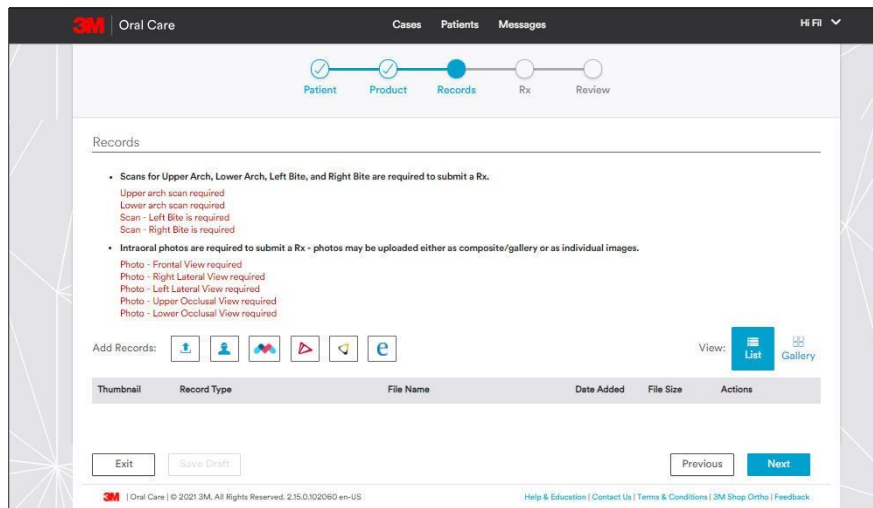 3M | Oral Care Cases Patients Messages Hi Fil
Patient Product Records Rx Review
Records
• Scans for Upper Arch, Lower Arch, Left Bite, and Right Bite are required to submit a Rx.
Upper arch scan required
Lower arch scan required
Scan - Left Bite is required
Scan - Right Bite is required
• Intraoral photos are required to submit a Rx - photos may be uploaded either as composite/gallery or as individual images.
Photo - Frontal View required
Photo - Right Lateral View required
Photo - Left Lateral View required
Photo - Upper Occlusal View required
Photo - Lower Occlusal View required
Add Records: View: List Gallery
Thumbnail Record Type File Name Date Added File Size Actions
Exit Save Draft Previous Next
3M | Oral Care | © 2021 3M. All Rights Reserved. 2.15.0.102060 en-US Help & Education | Contact Us | Terms & Conditions | 3M Shop Ortho | Feedback